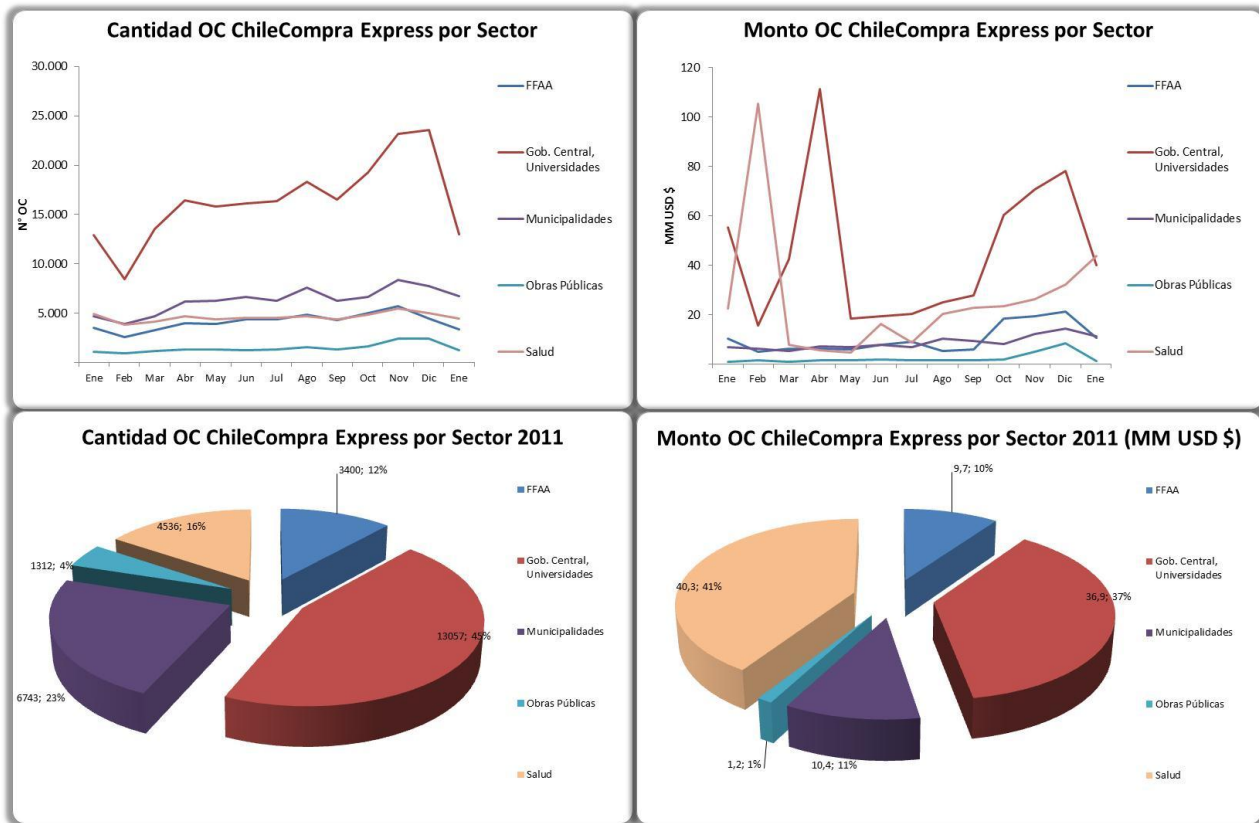 Cantidad OC ChileCompra Express por Sector
30.000
25.000
20.000
15.000
10.000
5.000
N° OC
Ene Feb Mar Abr May Jun Jul Ago Sep Oct Nov Dic Ene
FFAA
Gob. Central,
Universidades
Municipalidades
Obras Públicas
Salud
Monto OC ChileCompra Express por Sector
120
100
80
60
40
20
MM USD $
Ene Feb Mar Abr May Jun Jul Ago Sep Oct Nov Dic Ene
FFAA
Gob. Central,
Universidades
Municipalidades
Obras Públicas
Salud
Cantidad OC ChileCompra Express por Sector 2011
3400; 12%
4536; 16%
1312; 4%
13057; 45%
6743; 23%
FFAA
Gob. Central,
Universidades
Municipalidades
Obras Públicas
Salud
Monto OC ChileCompra Express por Sector 2011 (MM USD $)
9,7; 10%
40,3; 41%
36,9; 37%
1,2; 1%
10,4; 11%
FFAA
Gob. Central,
Universidades
Municipalidades
Obras Públicas
Salud